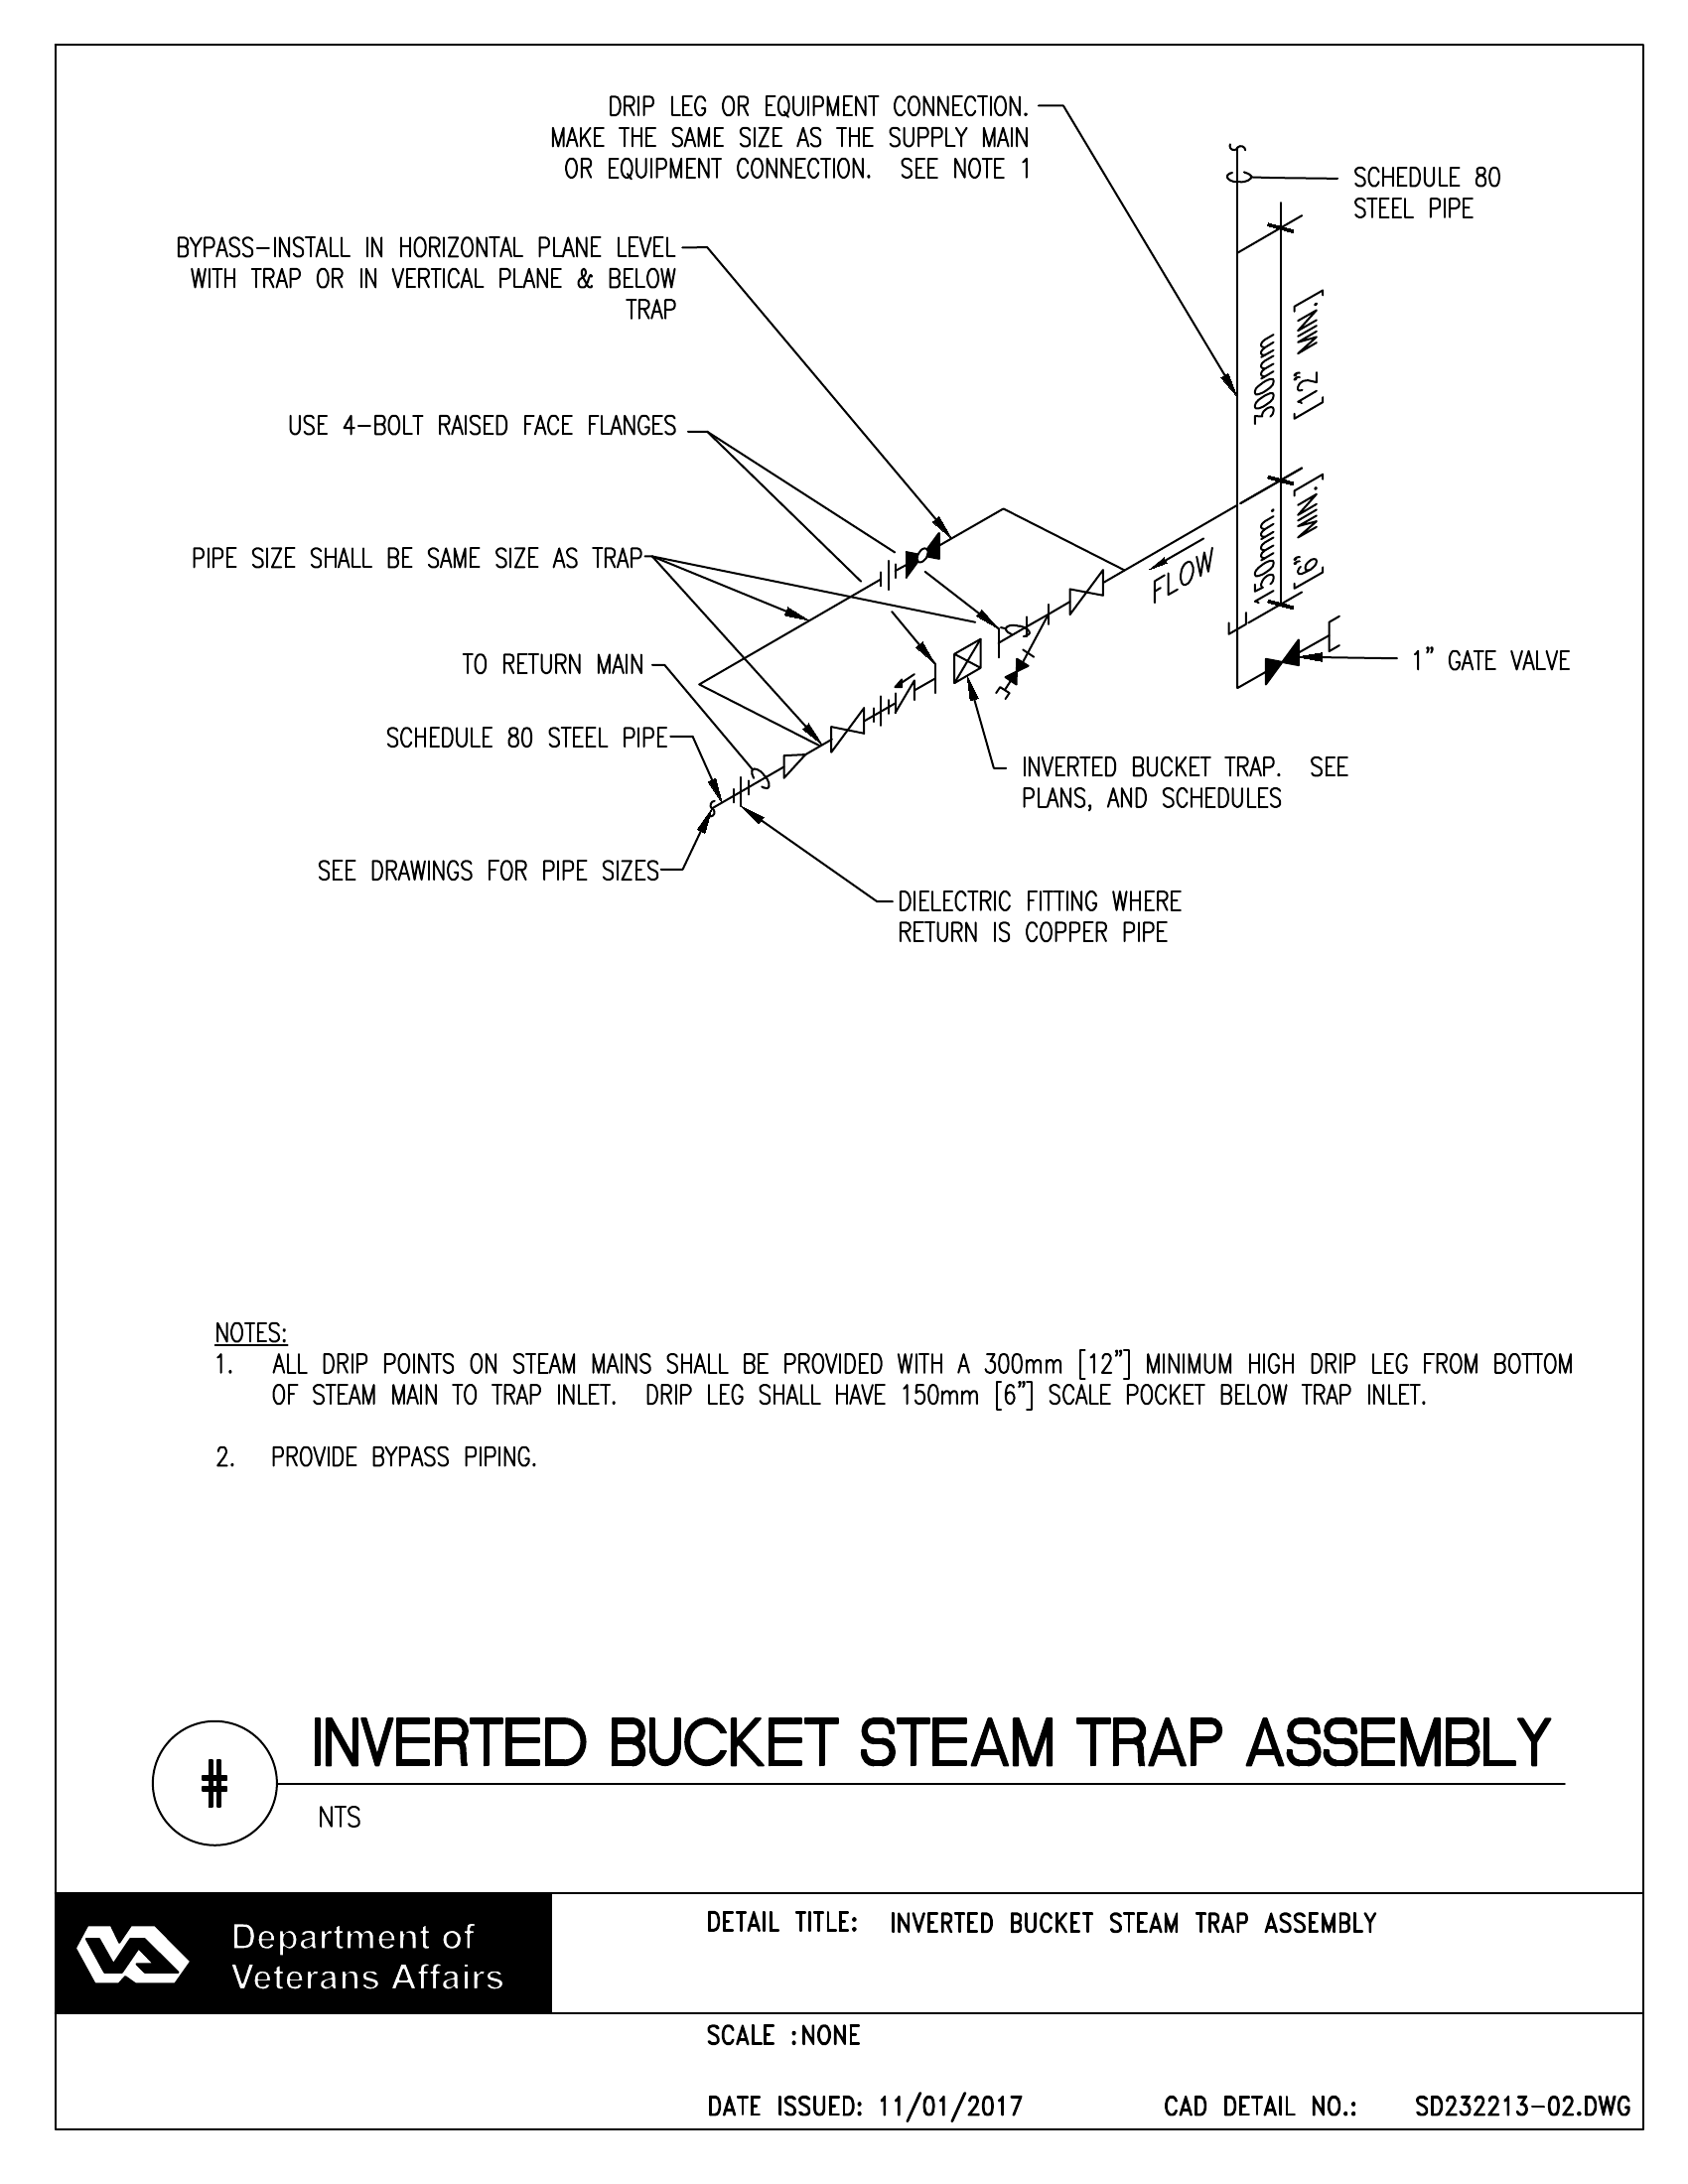 DRIP LEG OR EQUIPMENT CONNECTION.
MAKE THE SAME SIZE AS THE SUPPLY MAIN
OR EQUIPMENT CONNECTION. SEE NOTE 1
SCHEDULE 80
STEEL PIPE
BYPASS-INSTALL IN HORIZONTAL PLANE LEVEL
WITH TRAP OR IN VERTICAL PLANE & BELOW
TRAP
300mm
[12" MIN.]
USE 4-BOLT RAISED FACE FLANGES
150mm.
[6" MIN.]
PIPE SIZE SHALL BE SAME SIZE AS TRAP
FLOW
TO RETURN MAIN
1" GATE VALVE
SCHEDULE 80 STEEL PIPE
INVERTED BUCKET TRAP. SEE
PLANS, AND SCHEDULES
SEE DRAWINGS FOR PIPE SIZES
DIELECTRIC FITTING WHERE
RETURN IS COPPER PIPE
NOTES:
1. ALL DRIP POINTS ON STEAM MAINS SHALL BE PROVIDED WITH A 300mm [12"] MINIMUM HIGH DRIP LEG FROM BOTTOM
OF STEAM MAIN TO TRAP INLET. DRIP LEG SHALL HAVE 150mm [6"] SCALE POCKET BELOW TRAP INLET.
2. PROVIDE BYPASS PIPING.
# INVERTED BUCKET STEAM TRAP ASSEMBLY
NTS
VA
Department of
Veterans Affairs
DETAIL TITLE: INVERTED BUCKET STEAM TRAP ASSEMBLY
SCALE :NONE
DATE ISSUED: 11/01/2017 CAD DETAIL NO.: SD232213-02.DWG